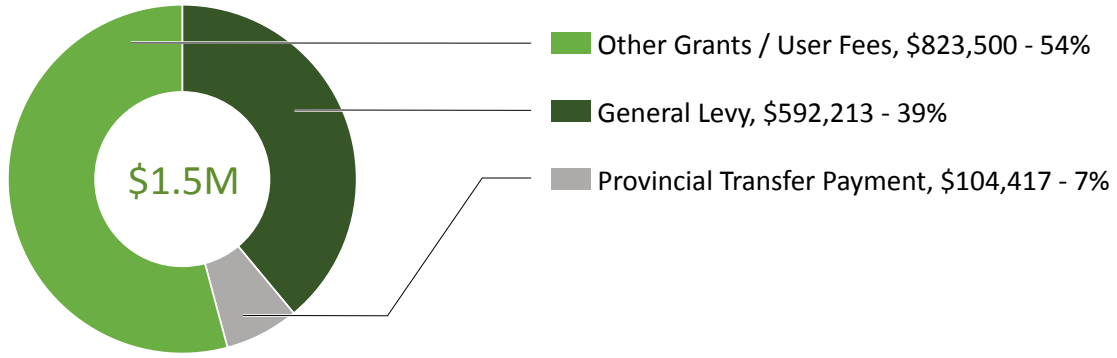 $1.5M
Other Grants / User Fees, $823,500 - 54%
General Levy, $592,213 - 39%
Provincial Transfer Payment, $104,417 - 7%